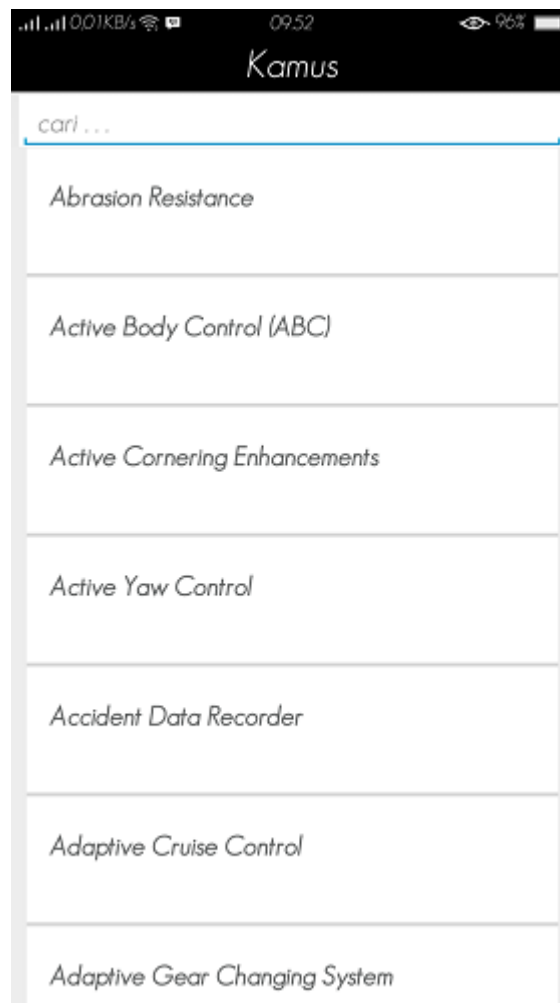 0,01KB/s 09.52 96%
Kamus
cari . . .
Abrasion Resistance
Active Body Control (ABC)
Active Cornering Enhancements
Active Yaw Control
Accident Data Recorder
Adaptive Cruise Control
Adaptive Gear Changing System